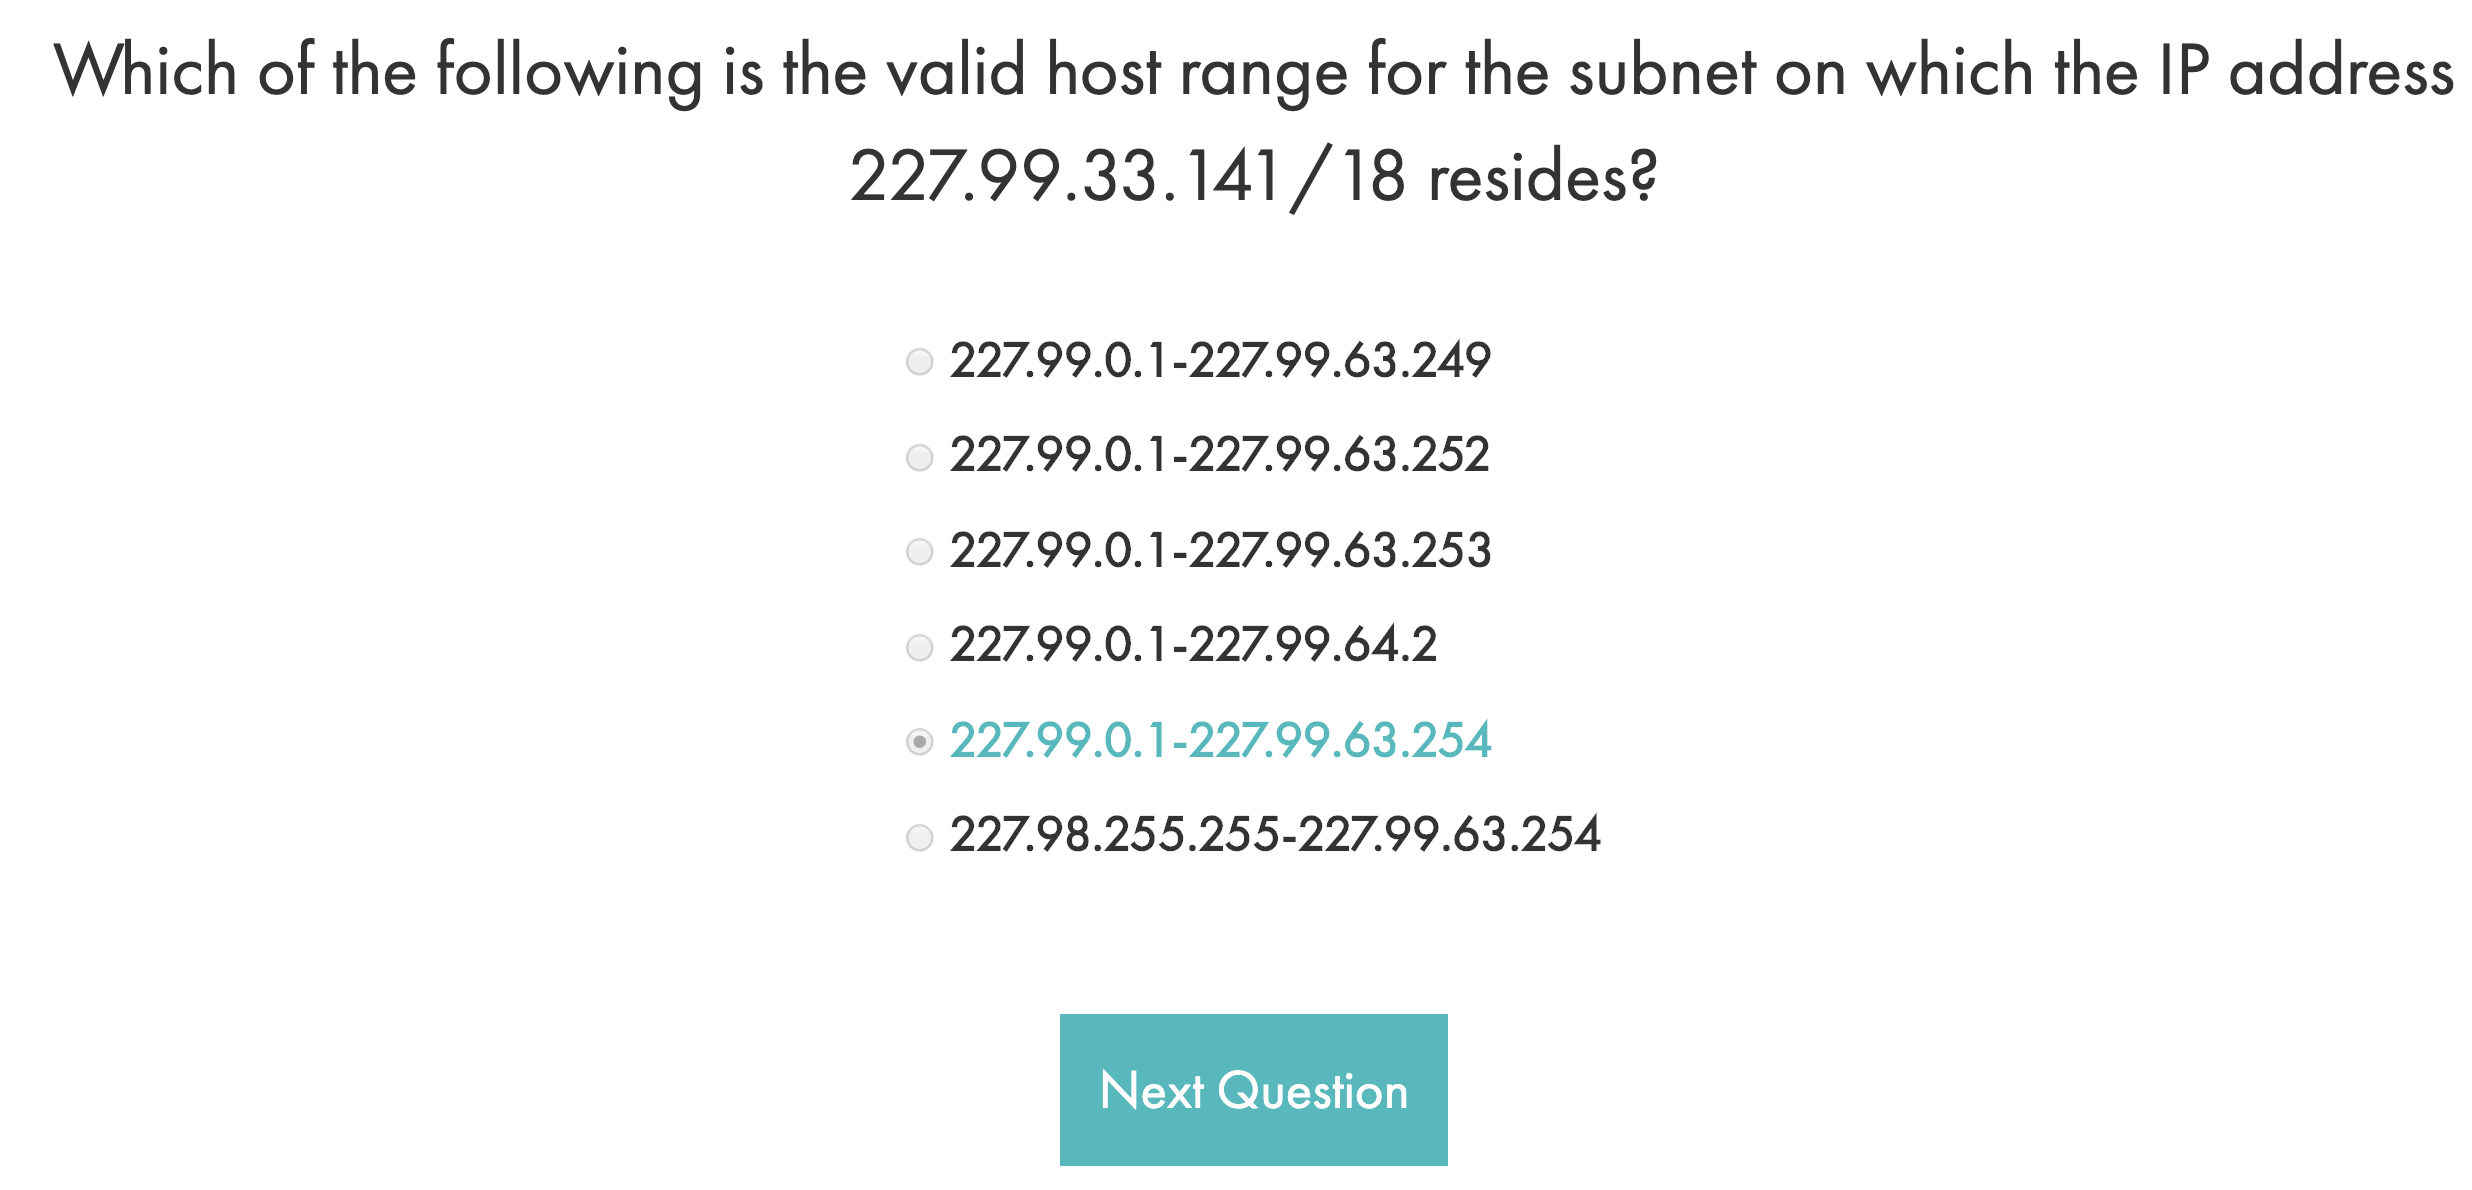 Which of the following is the valid host range for the subnet on which the IP address
227.99.33.141/18 resides?
227.99.0.1-227.99.63.249
227.99.0.1-227.99.63.252
227.99.0.1-227.99.63.253
227.99.0.1-227.99.64.2
227.99.0.1-227.99.63.254
227.98.255.255-227.99.63.254
Next Question